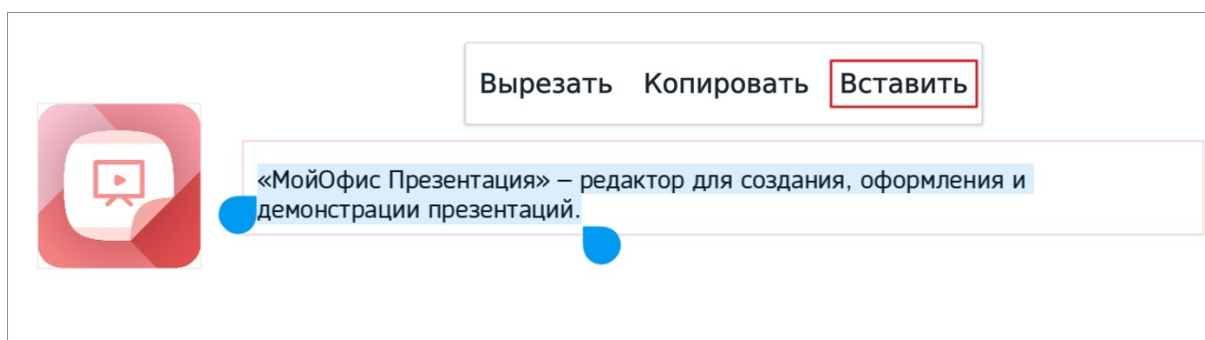 Вырезать Копировать Вставить
«МойОфис Презентация» – редактор для создания, оформления и
демонстрации презентаций.